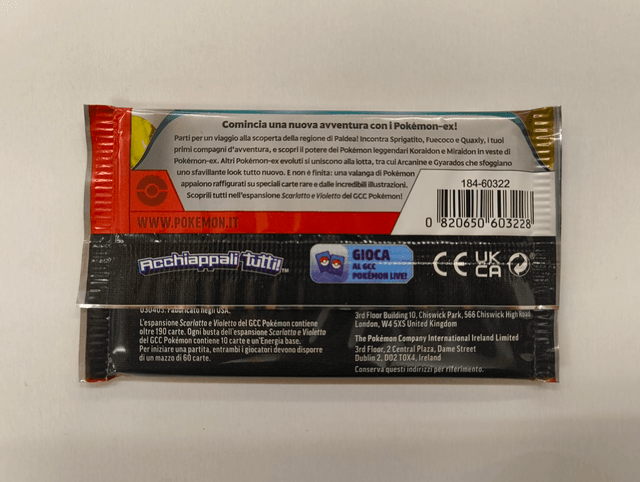 Comincia una nuova avventura con i Pokémon-ex!
Parti per un viaggio alla scoperta della regione di Paldea! Incontra Sprigatito, Fuecoco e Quaxly, i tuoi
primi compagni d'avventura, e scopri il potere dei Pokémon leggendari Koraidon e Miraidon in veste di
Pokémon-ex. Altri Pokémon-ex evoluti si uniscono alla lotta, tra cui Arcanine e Gyarados che sfoggiano
uno sfavillante look tutto nuovo. E non è finita: una valanga di Pokémon
appaiono raffigurati su speciali carte rare e dalle incredibili illustrazioni.
Scoprili tutti nell'espansione Scarlatto e Violetto del GCC Pokémon!
WWW.POKEMON.IT
184-60322
0 820650 603228
Acchiappali tutti!™
GIOCA
AL GCC
POKÉMON LIVE!
CE
UK
CA
030403. Fabbricato negli USA.
L'espansione Scarlatto e Violetto del GCC Pokémon contiene
oltre 190 carte. Ogni busta dell'espansione Scarlatto e Violetto
del GCC Pokémon contiene 10 carte e un'Energia base.
Per iniziare una partita, entrambi i giocatori devono disporre
di un mazzo di 60 carte.
3rd Floor Building 10, Chiswick Park, 566 Chiswick High Road
London, W4 5XS United Kingdom
The Pokémon Company International Ireland Limited
3rd Floor, 2 Central Plaza, Dame Street
Dublin 2, D02 T0X4, Ireland
Conserva questi indirizzi per riferimento.